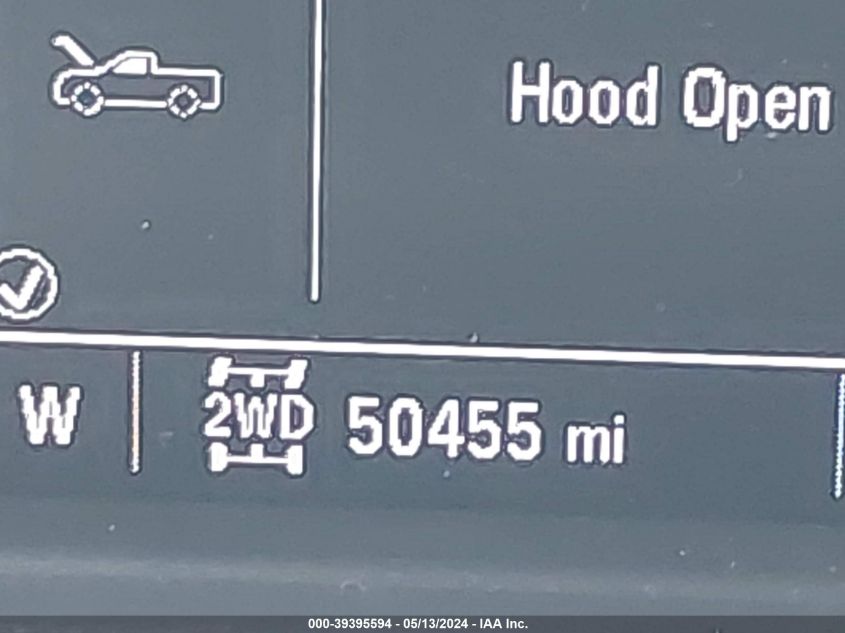 Hood Open
W 2WD 50455 mi
000-39395594 - 05/13/2024 - IAA Inc.